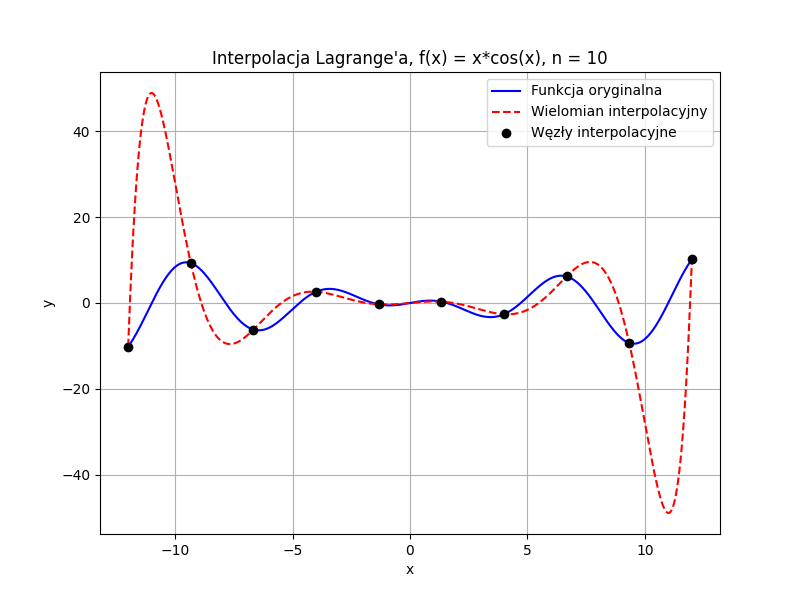 Interpolacja Lagrange'a, f(x) = x*cos(x), n = 10
Funkcja oryginalna
Wielomian interpolacyjny
Węzły interpolacyjne
40
20
0
−20
−40
y
−10
−5
0
5
10
x